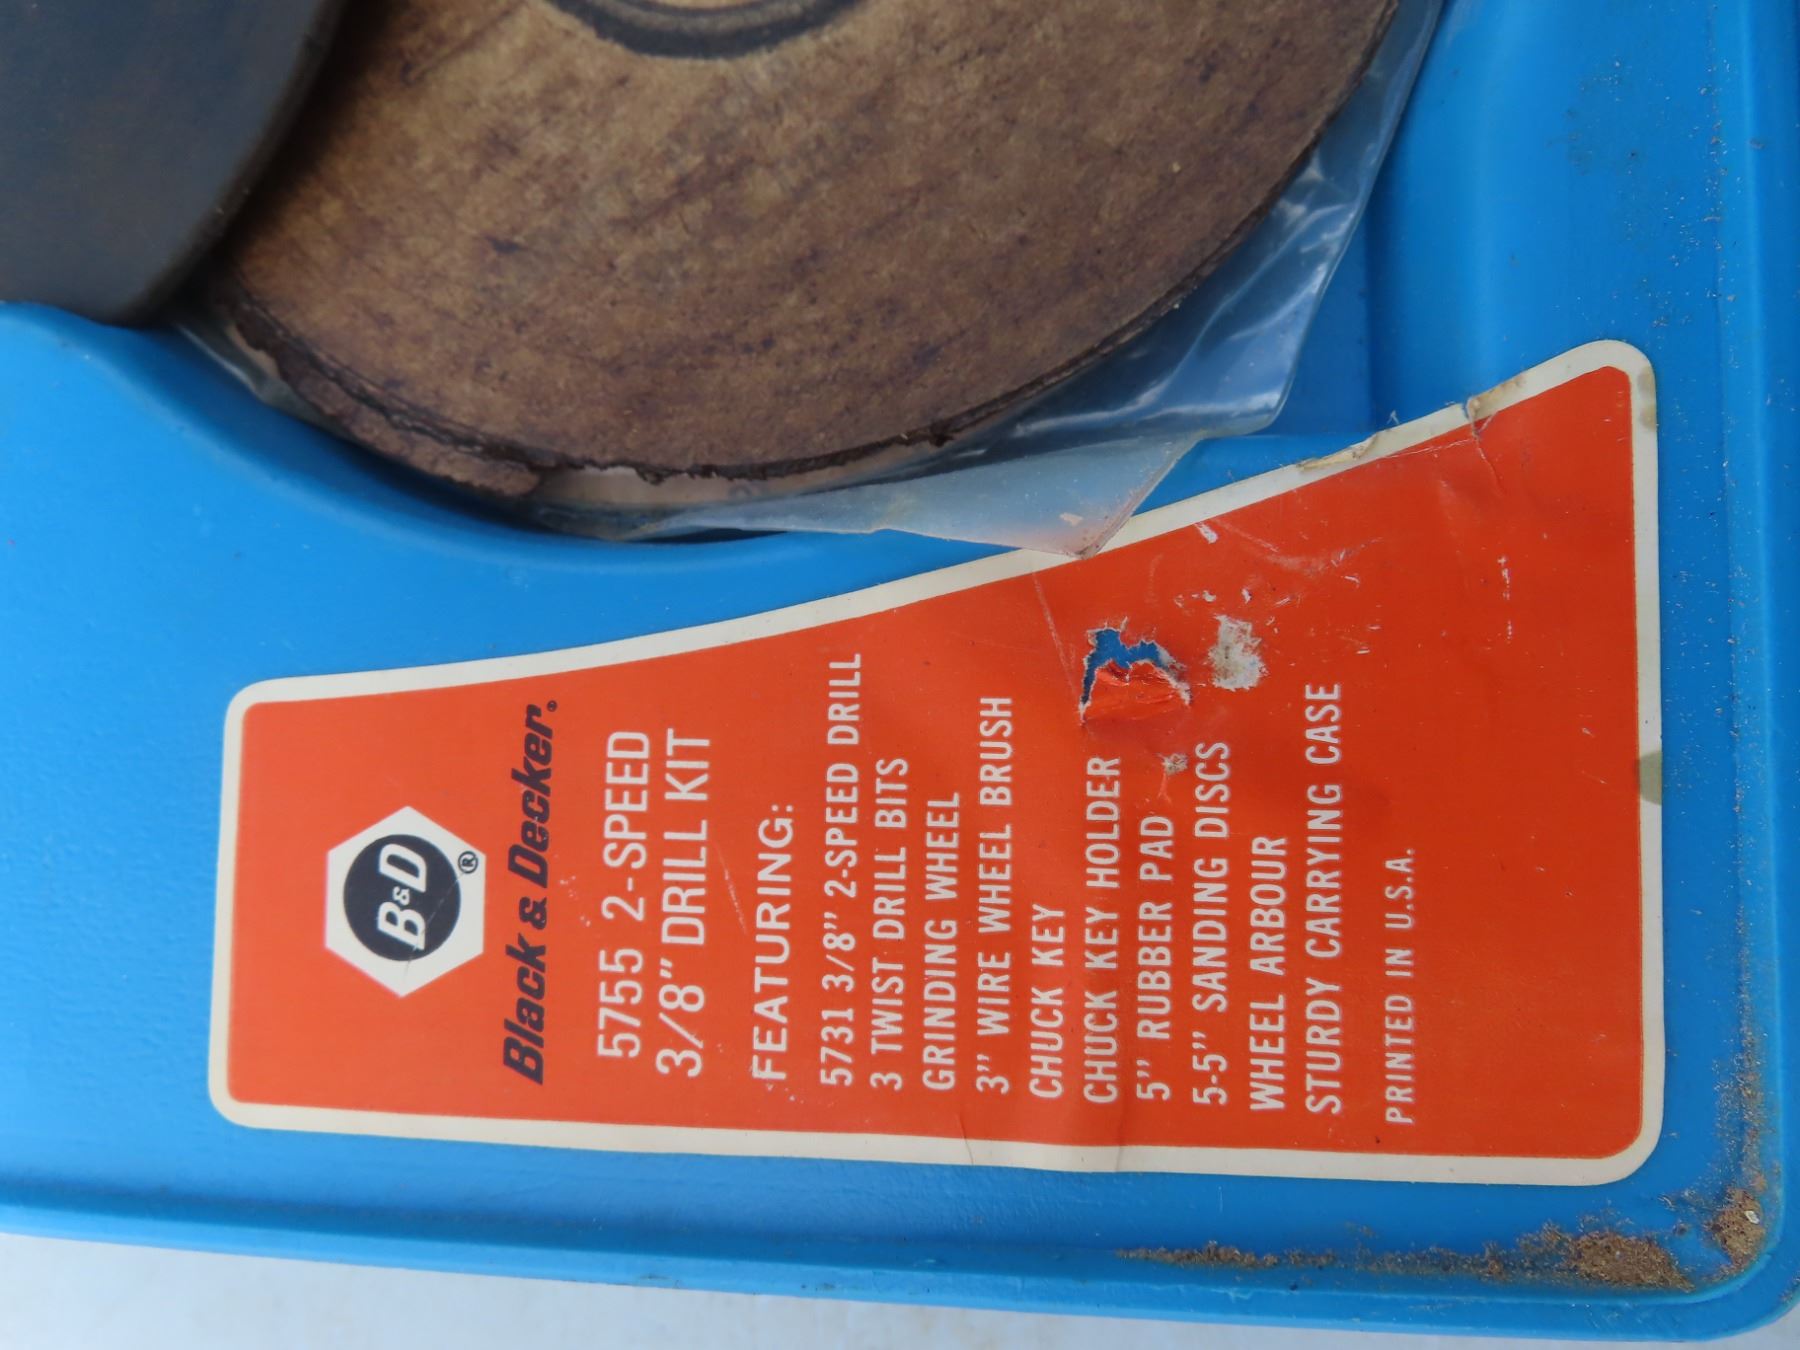 B&D®
Black & Decker®
5755 2-SPEED
3/8" DRILL KIT
FEATURING:
5731 3/8" 2-SPEED DRILL
3 TWIST DRILL BITS
GRINDING WHEEL
3" WIRE WHEEL BRUSH
CHUCK KEY
CHUCK KEY HOLDER
5" RUBBER PAD
5-5" SANDING DISCS
WHEEL ARBOUR
STURDY CARRYING CASE
PRINTED IN U.S.A.